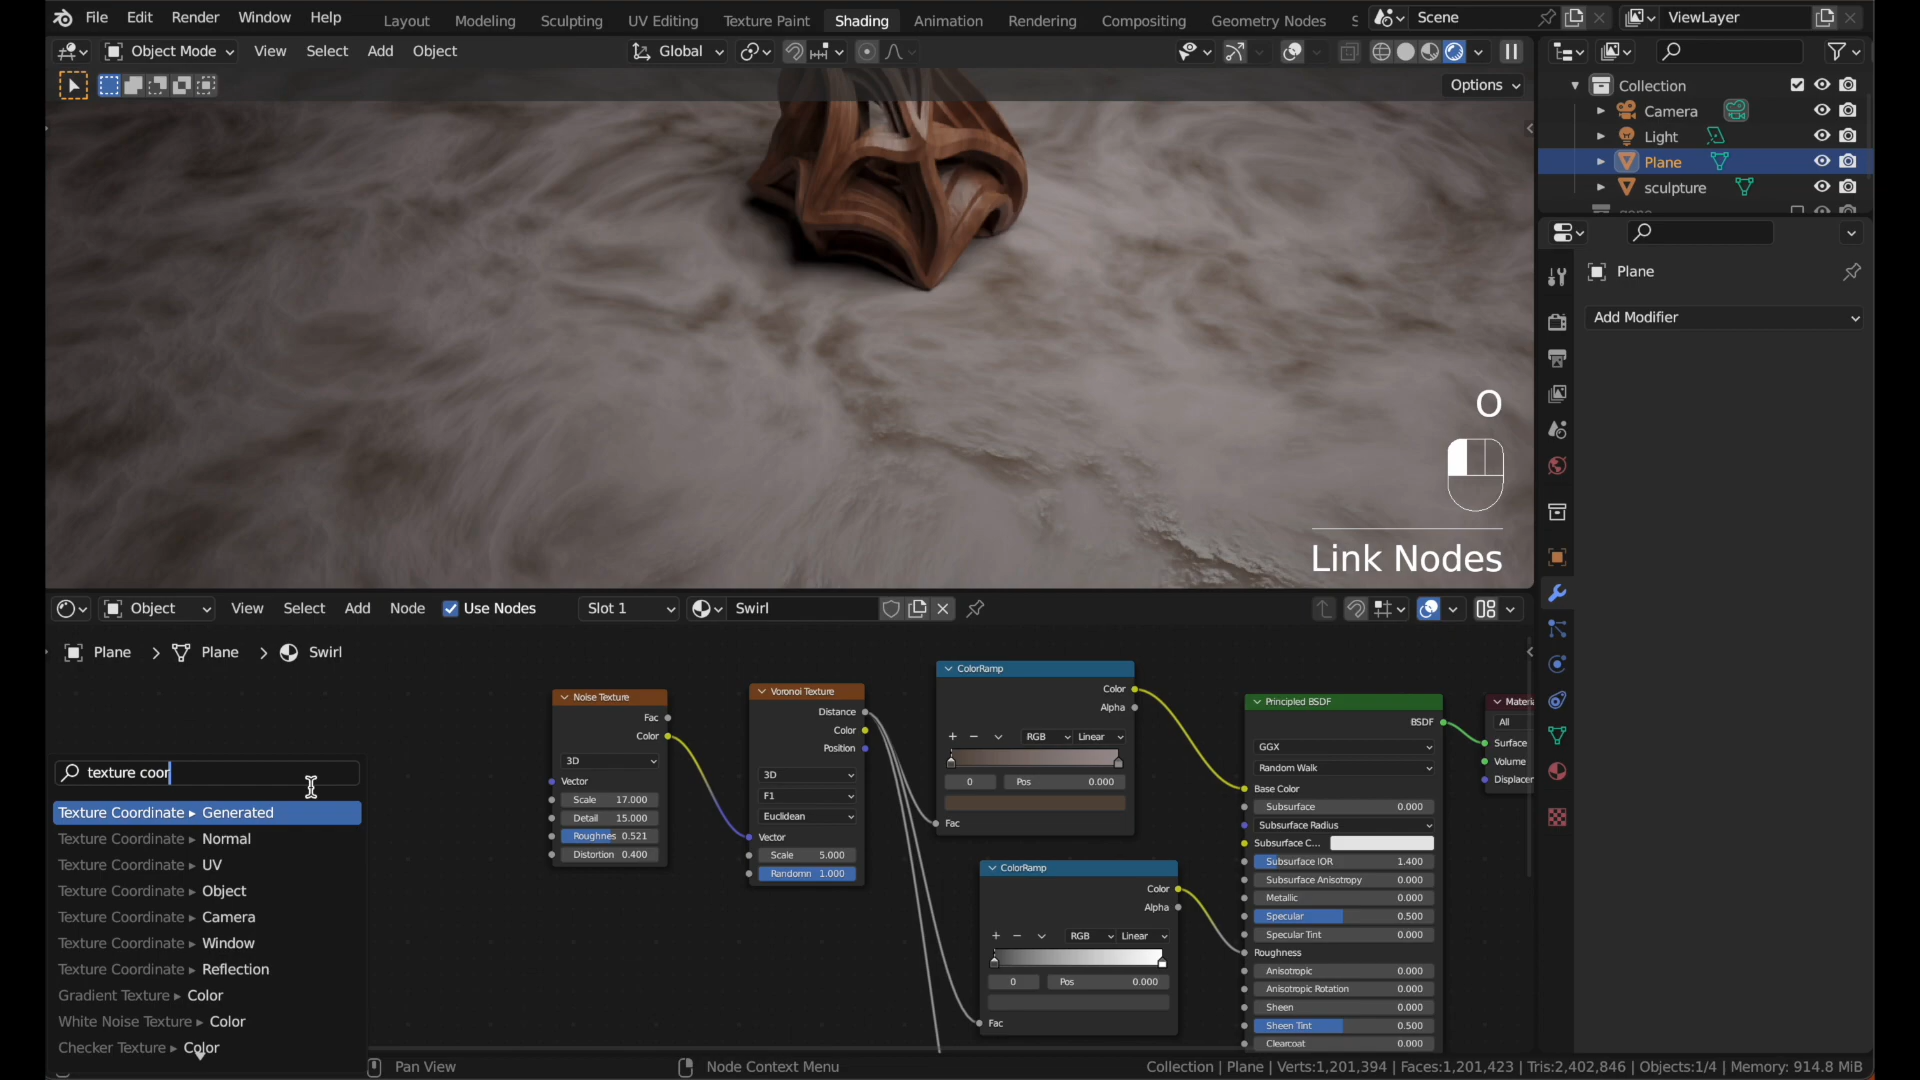 File Edit Render Window Help
Layout Modeling Sculpting UV Editing Texture Paint Shading Animation Rendering Compositing Geometry Nodes
Scene ViewLayer
Object Mode View Select Add Object Global
Options
Collection
Camera
Light
Plane
sculpture
Plane
Add Modifier
O
Link Nodes
Object View Select Add Node Use Nodes Slot 1 Swirl
Plane > Plane > Swirl
texture coor
Texture Coordinate ▸ Generated
Texture Coordinate ▸ Normal
Texture Coordinate ▸ UV
Texture Coordinate ▸ Object
Texture Coordinate ▸ Camera
Texture Coordinate ▸ Window
Texture Coordinate ▸ Reflection
Gradient Texture ▸ Color
White Noise Texture ▸ Color
Checker Texture ▸ Color
Noise Texture
Fac
Color
3D
Vector
Scale 17.000
Detail 15.000
Roughnes 0.521
Distortion 0.400
Voronoi Texture
Distance
Color
Position
3D
F1
Euclidean
Vector
Scale 5.000
Randomn 1.000
ColorRamp
Color
Alpha
RGB Linear
0 Pos 0.000
Fac
ColorRamp
Color
Alpha
RGB Linear
0 Pos 0.000
Fac
Principled BSDF
BSDF
GGX
Random Walk
Base Color
Subsurface 0.000
Subsurface Radius
Subsurface C...
Subsurface IOR 1.400
Subsurface Anisotropy 0.000
Metallic 0.000
Specular 0.500
Specular Tint 0.000
Roughness
Anisotropic 0.000
Anisotropic Rotation 0.000
Sheen 0.000
Sheen Tint 0.500
Clearcoat 0.000
Materia
All
Surface
Volume
Displacer
Pan View
Node Context Menu
Collection | Plane | Verts:1,201,394 | Faces:1,201,423 | Tris:2,402,846 | Objects:1/4 | Memory: 914.8 MiB